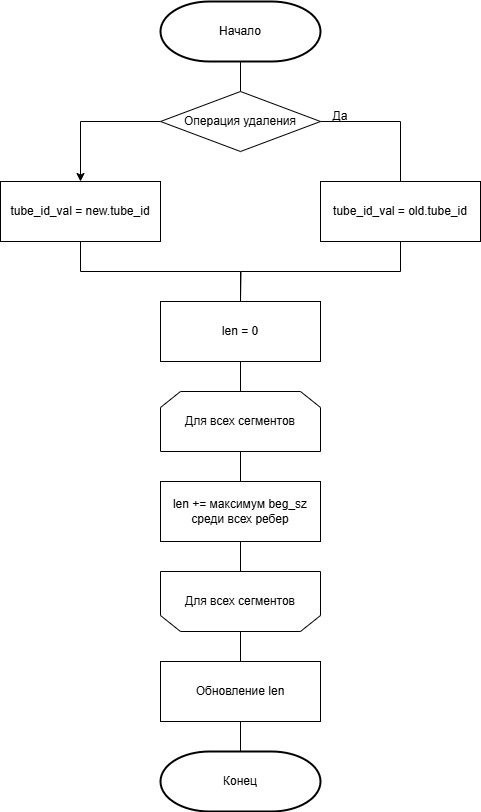 Начало
Операция удаления
Да
tube_id_val = new.tube_id
tube_id_val = old.tube_id
len = 0
Для всех сегментов
len += максимум beg_sz
среди всех ребер
Для всех сегментов
Обновление len
Конец